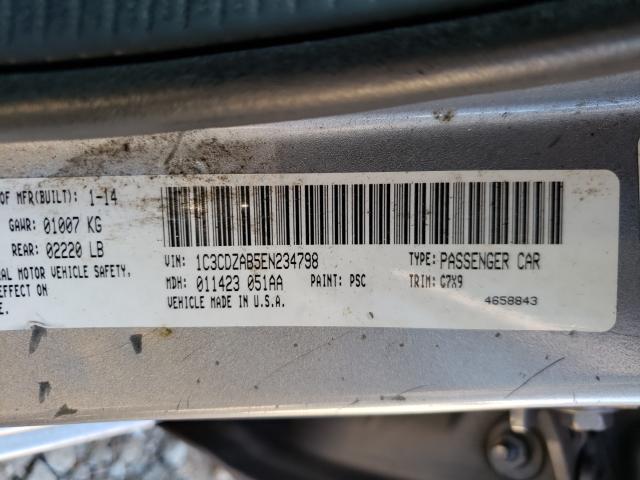 OF MFR(BUILT): 1-14
GAWR: 01007 KG
REAR: 02220 LB
MOTOR VEHICLE SAFETY,
EFFECT ON
VIN: 1C3CDZAB5EN234798
TYPE: PASSENGER CAR
MDH: 011423 051AA
PAINT: PSC
TRIM: C7X9
VEHICLE MADE IN U.S.A.
4658843